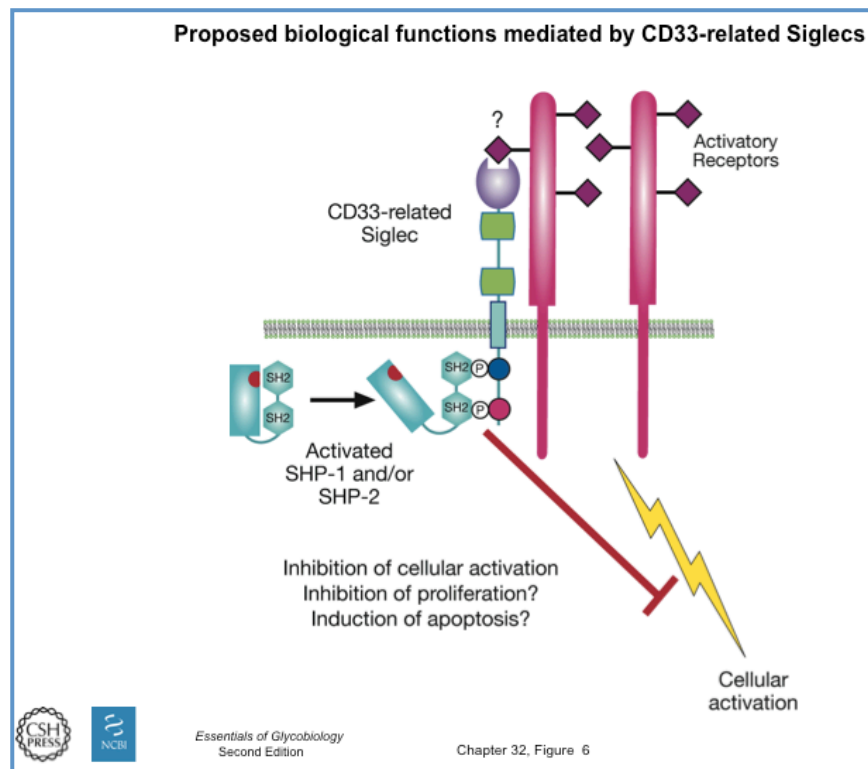 Proposed biological functions mediated by CD33-related Siglecs
?
Activatory
Receptors
CD33-related
Siglec
SH2
SH2
SH2
P
SH2
P
Activated
SHP-1 and/or
SHP-2
Inhibition of cellular activation
Inhibition of proliferation?
Induction of apoptosis?
Cellular
activation
CSH
PRESS
NCBI
Essentials of Glycobiology
Second Edition
Chapter 32, Figure 6